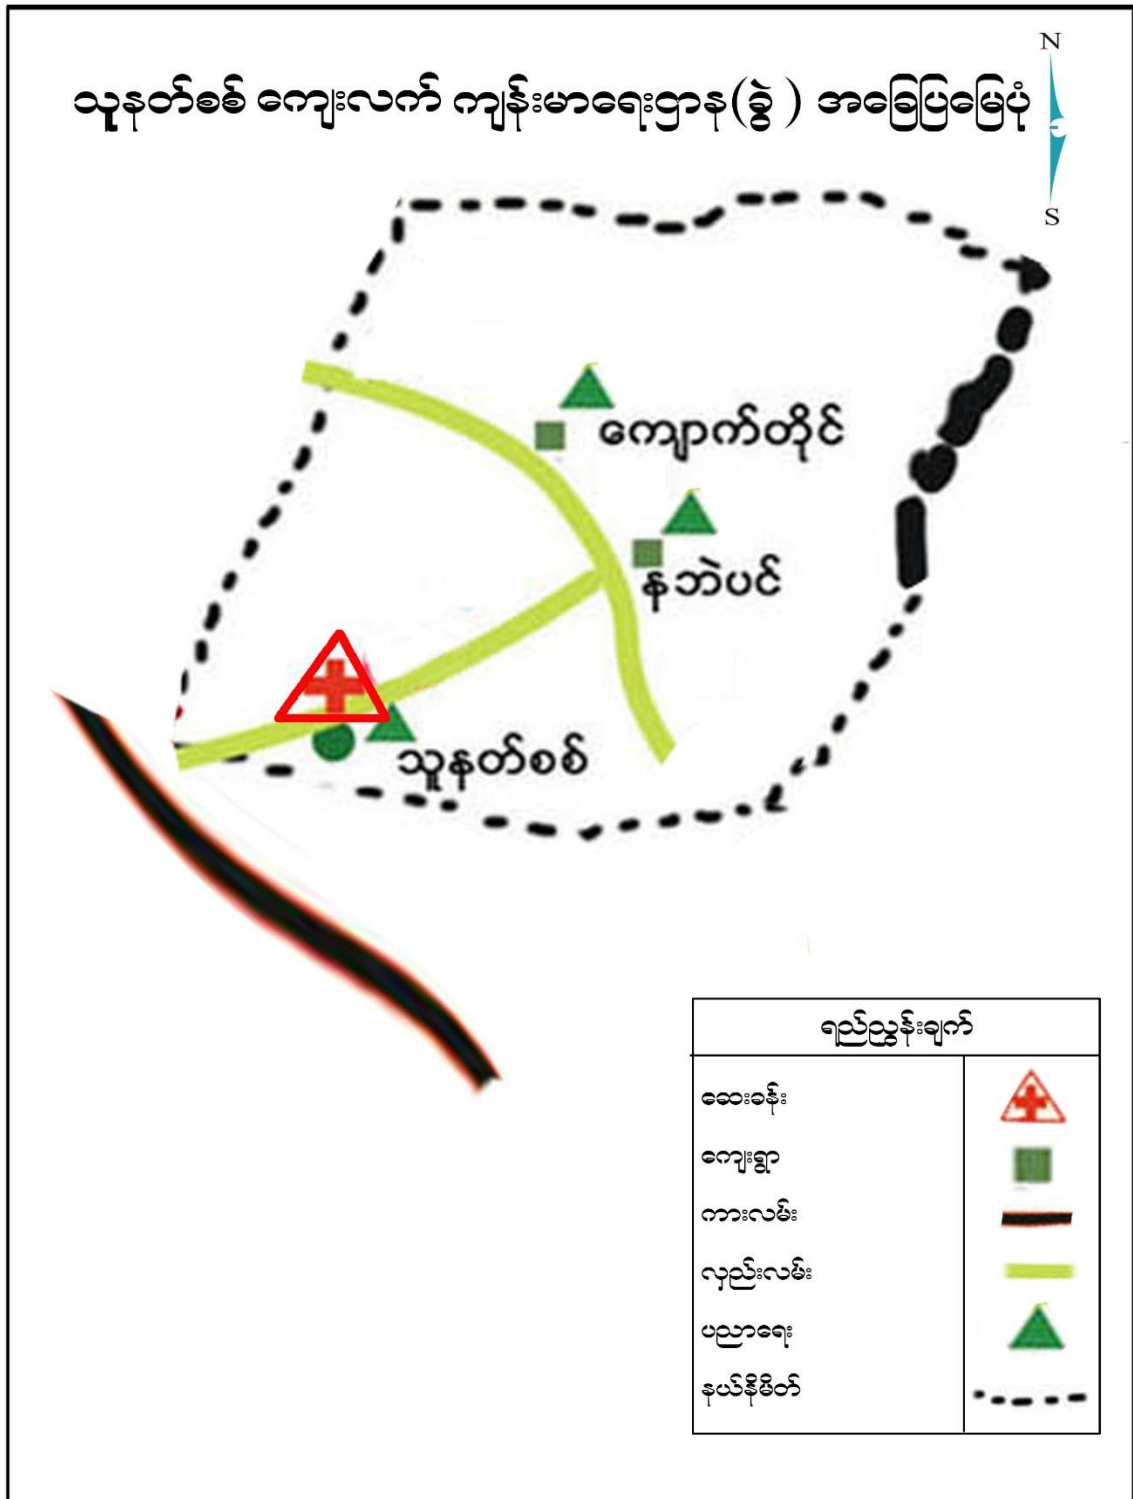 N
သူနတ်စစ် ကျေးလက် ကျန်းမာရေးဌာန(ခွဲ ) အခြေပြမြေပုံ
S
ကျောက်တိုင်
နဘဲပင်
သူနတ်စစ်
ရည်ညွှန်းချက်
ဆေးခန်း
ကျေးရွာ
ကားလမ်း
လှည်းလမ်း
ပညာရေး
နယ်နိမိတ်